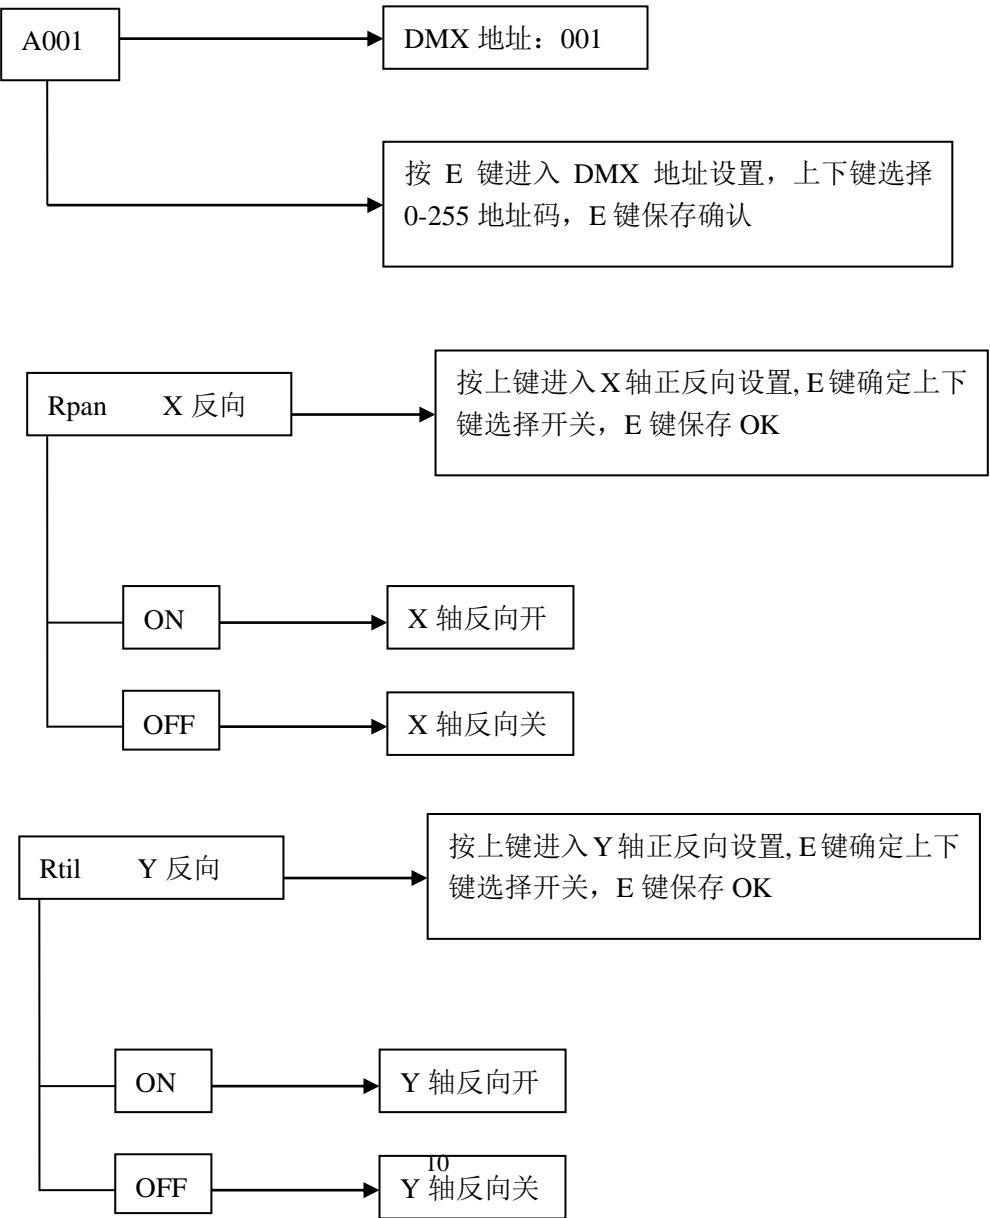 A001
DMX 地址：001
按 E 键进入 DMX 地址设置，上下键选择
0-255 地址码，E 键保存确认
Rpan X 反向
按上键进入 X 轴正反向设置, E 键确定上下
键选择开关，E 键保存 OK
ON
X 轴反向开
OFF
X 轴反向关
Rtil Y 反向
按上键进入 Y 轴正反向设置, E 键确定上下
键选择开关，E 键保存 OK
ON
Y 轴反向开
OFF
Y 轴反向关
10